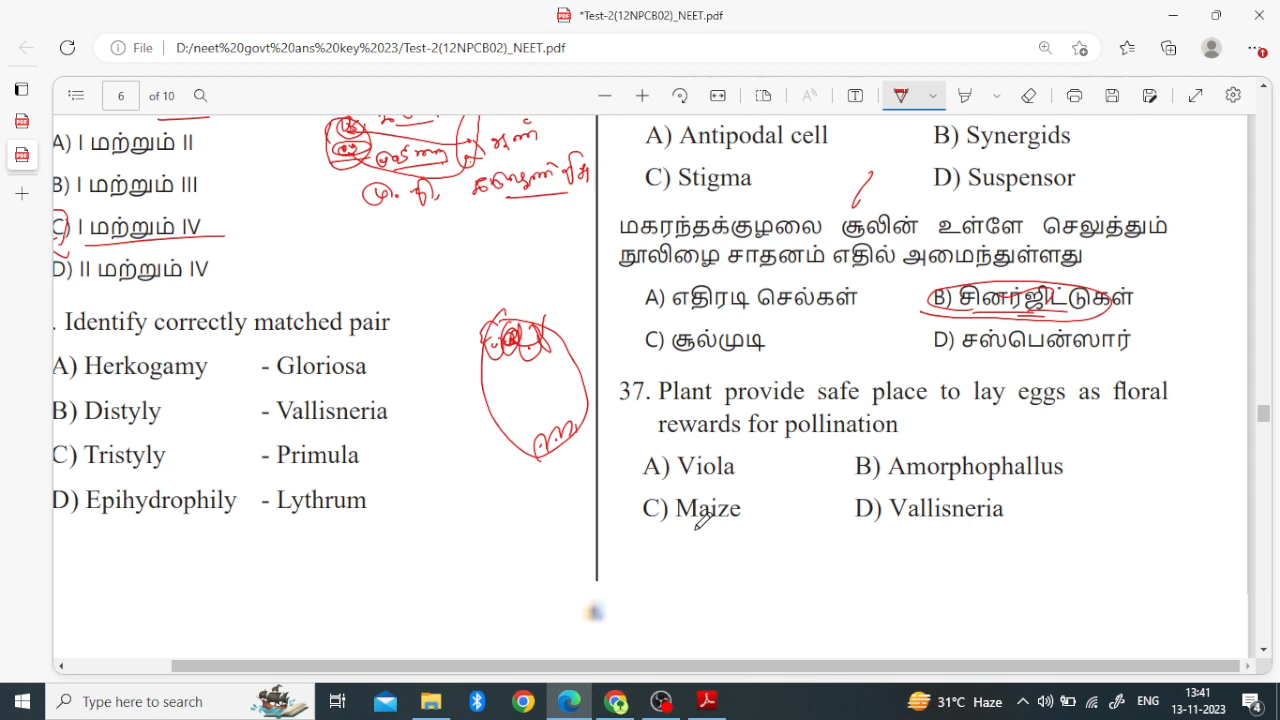 *Test-2(12NPCB02)_NEET.pdf
File
D:/neet%20govt%20ans%20key%2023/Test-2(12NPCB02)_NEET.pdf
6 of 10
A) I மற்றும் II
B) I மற்றும் III
C) I மற்றும் IV
D) II மற்றும் IV
. Identify correctly matched pair
A) Herkogamy - Gloriosa
B) Distyly - Vallisneria
C) Tristyly - Primula
D) Epihydrophily - Lythrum
A) Antipodal cell B) Synergids
C) Stigma D) Suspensor
மகரந்தக்குழலை சூலின் உள்ளே செலுத்தும்
நூலிழை சாதனம் எதில் அமைந்துள்ளது
A) எதிரடி செல்கள் B) சினர்ஜிட்டுகள்
C) சூல்முடி D) சஸ்பென்ஸார்
37. Plant provide safe place to lay eggs as floral
rewards for pollination
A) Viola B) Amorphophallus
C) Maize D) Vallisneria
Type here to search
31°C Haze
ENG
13:41
13-11-2023
4